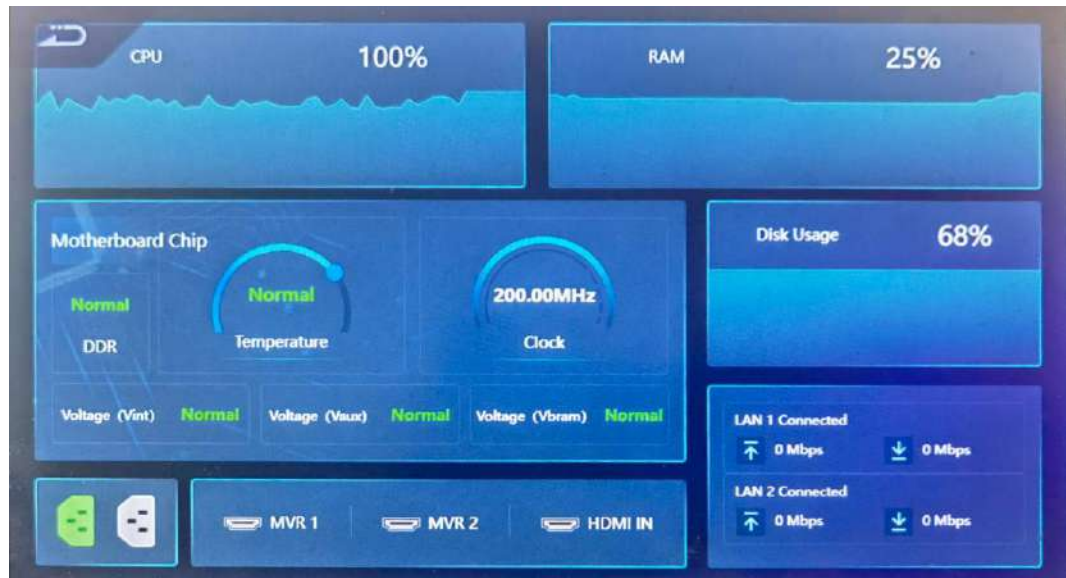 CPU 100%
RAM 25%
Motherboard Chip
Normal
DDR
Normal
Temperature
200.00MHz
Clock
Voltage (Vint) Normal
Voltage (Vaux) Normal
Voltage (Vbram) Normal
Disk Usage 68%
LAN 1 Connected
0 Mbps 0 Mbps
LAN 2 Connected
0 Mbps 0 Mbps
MVR 1
MVR 2
HDMI IN